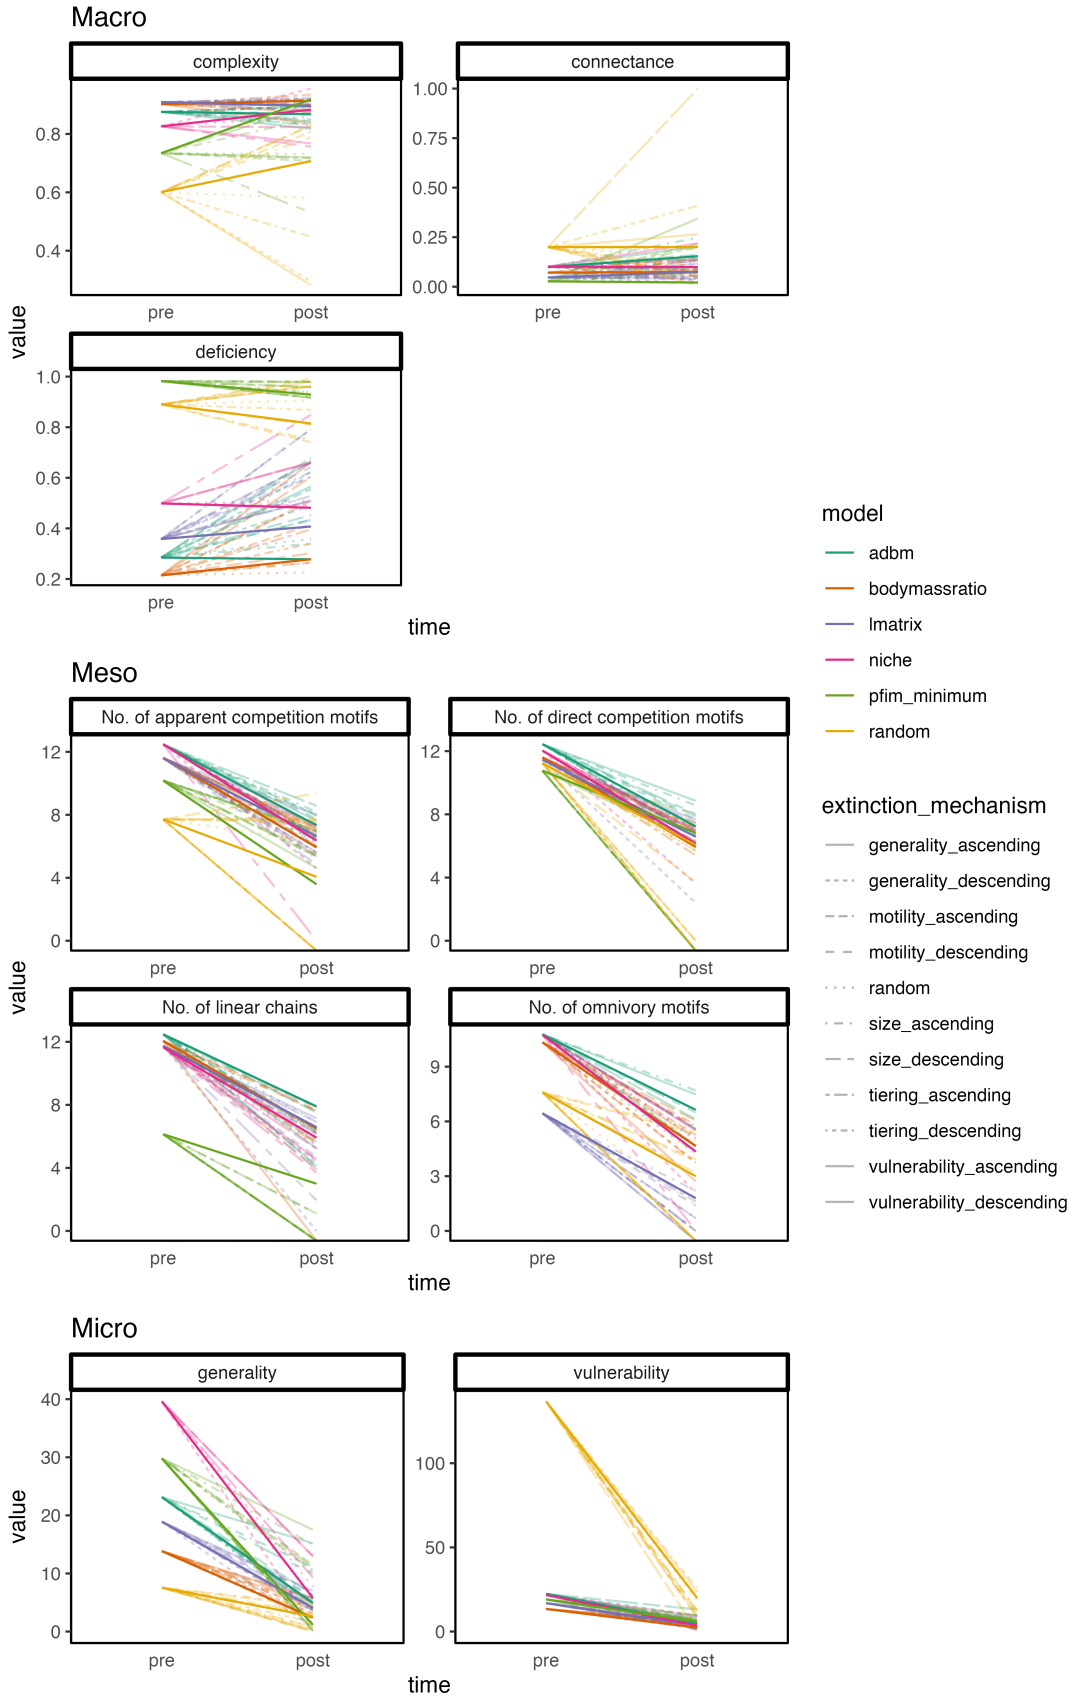 Macro
complexity
connectance
0.8
0.6
0.4
1.00
0.75
0.50
0.25
0.00
pre
post
pre
post
value
deficiency
1.0
0.8
0.6
0.4
0.2
pre
post
time
Meso
No. of apparent competition motifs
No. of direct competition motifs
12
8
4
0
12
8
4
0
pre
post
pre
post
value
No. of linear chains
No. of omnivory motifs
12
8
4
0
9
6
3
0
pre
post
pre
post
time
Micro
generality
vulnerability
40
30
20
10
0
100
50
0
value
pre
post
pre
post
time
model
adbm
bodymassratio
lmatrix
niche
pfim_minimum
random
extinction_mechanism
generality_ascending
generality_descending
motility_ascending
motility_descending
random
size_ascending
size_descending
tiering_ascending
tiering_descending
vulnerability_ascending
vulnerability_descending